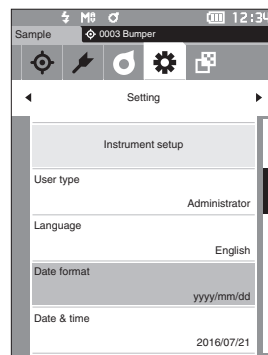 12:34
Sample
0003 Bumper
Setting
Instrument setup
User type
Administrator
Language
English
Date format
yyyy/mm/dd
Date & time
2016/07/21